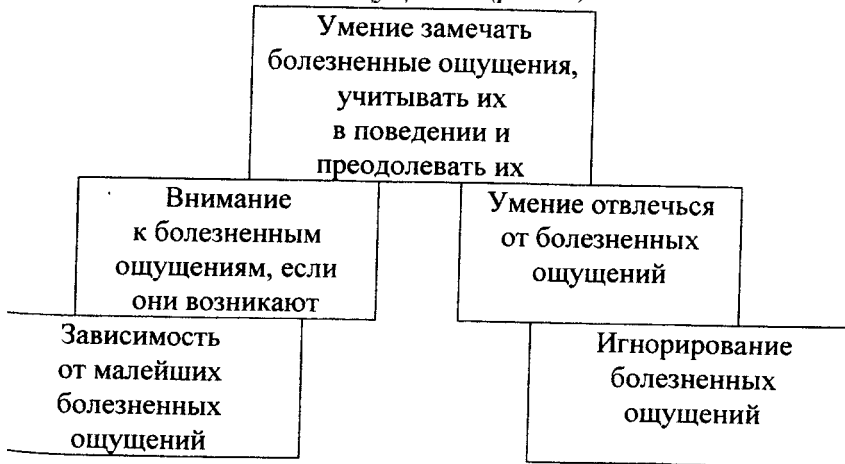 Умение замечать
болезненные ощущения,
учитывать их
в поведении и
преодолевать их
Внимание
к болезненным
ощущениям, если
они возникают
Умение отвлечься
от болезненных
ощущений
Зависимость
от малейших
болезненных
ощущений
Игнорирование
болезненных
ощущений